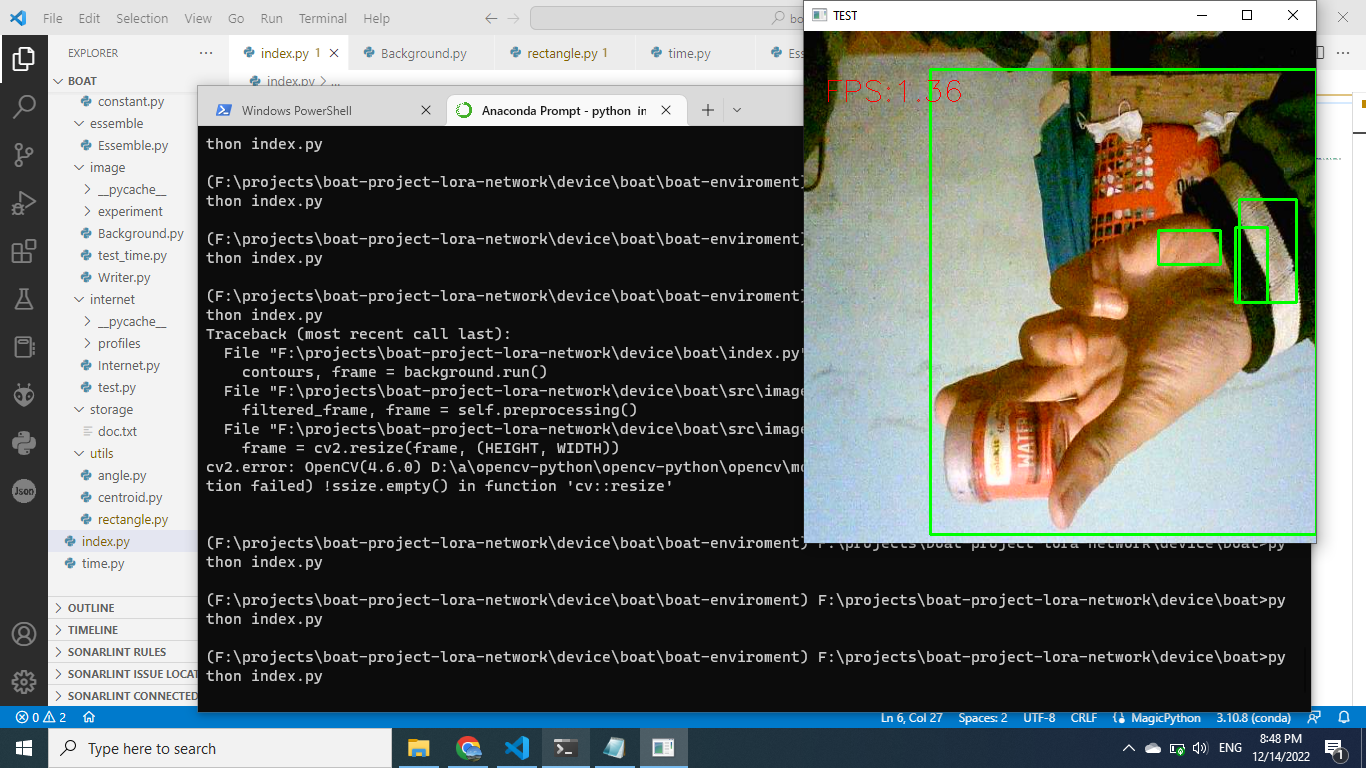 File Edit Selection View Go Run Terminal Help
bo
TEST
EXPLORER
index.py 1
Background.py
rectangle.py 1
time.py
Es
BOAT
index.py > ...
constant.py
essemble
Essemble.py
image
__pycache__
experiment
Background.py
test_time.py
Writer.py
internet
__pycache__
profiles
Internet.py
test.py
storage
doc.txt
utils
angle.py
centroid.py
rectangle.py
index.py
time.py
OUTLINE
TIMELINE
SONARLINT RULES
SONARLINT ISSUE LOCAT
SONARLINT CONNECTED
Json
Windows PowerShell
Anaconda Prompt - python in
thon index.py
(F:\projects\boat-project-lora-network\device\boat\boat-enviroment)
thon index.py
(F:\projects\boat-project-lora-network\device\boat\boat-enviroment)
thon index.py
(F:\projects\boat-project-lora-network\device\boat\boat-enviroment)
thon index.py
Traceback (most recent call last):
File "F:\projects\boat-project-lora-network\device\boat\index.py"
contours, frame = background.run()
File "F:\projects\boat-project-lora-network\device\boat\src\imag
filtered_frame, frame = self.preprocessing()
File "F:\projects\boat-project-lora-network\device\boat\src\imag
frame = cv2.resize(frame, (HEIGHT, WIDTH))
cv2.error: OpenCV(4.6.0) D:\a\opencv-python\opencv-python\opencv\mo
tion failed) !ssize.empty() in function 'cv::resize'
(F:\projects\boat-project-lora-network\device\boat\boat-enviroment) F:\projects\boat-project-lora-network\device\boat>py
thon index.py
(F:\projects\boat-project-lora-network\device\boat\boat-enviroment) F:\projects\boat-project-lora-network\device\boat>py
thon index.py
(F:\projects\boat-project-lora-network\device\boat\boat-enviroment) F:\projects\boat-project-lora-network\device\boat>py
thon index.py
FPS:1.36
WATER
0 2
Ln 6, Col 27 Spaces: 2 UTF-8 CRLF MagicPython 3.10.8 (conda)
Type here to search
ENG
8:48 PM
12/14/2022
1